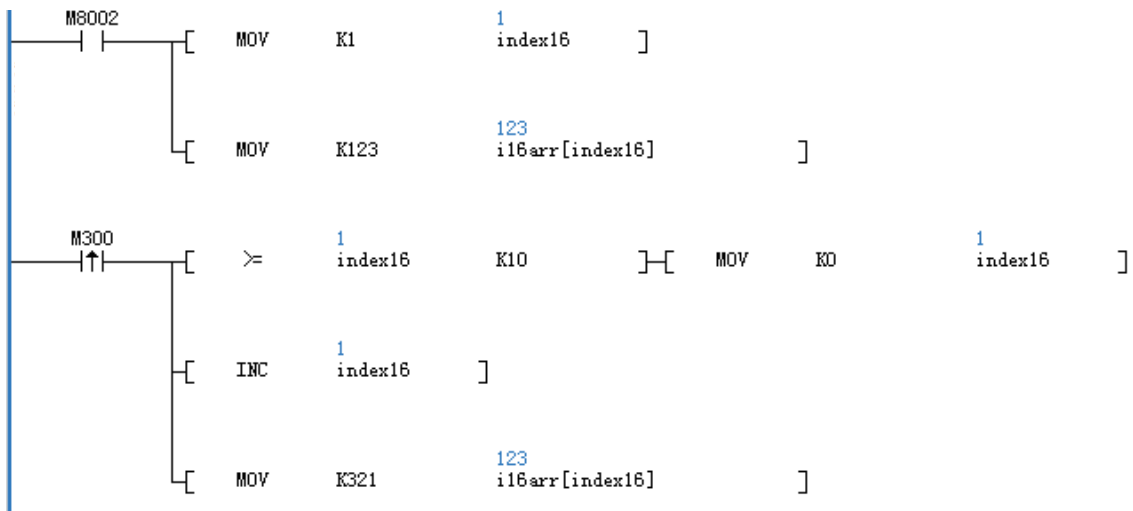 M8002
1
MOV K1 index16
123
MOV K123 i16arr[index16]
M300
1 1
>= index16 K10 MOV K0 index16
1
INC index16
123
MOV K321 i16arr[index16]